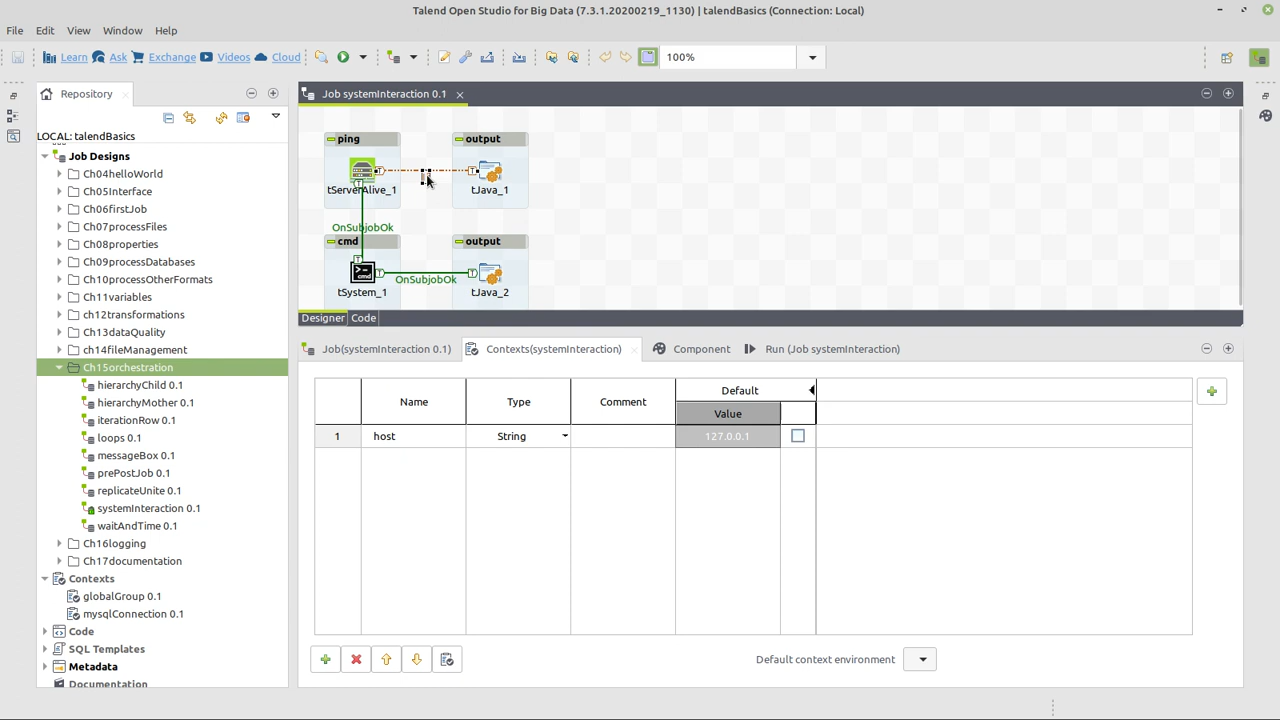 Talend Open Studio for Big Data (7.3.1.20200219_1130) | talendBasics (Connection: Local)
File Edit View Window Help
Learn Ask Exchange Videos Cloud 100%
Repository
LOCAL: talendBasics
Job Designs
Ch04helloWorld
Ch05Interface
Ch06firstJob
Ch07processFiles
Ch08properties
Ch09processDatabases
Ch10processOtherFormats
Ch11variables
ch12transformations
Ch13dataQuality
ch14fileManagement
Ch15orchestration
hierarchyChild 0.1
hierarchyMother 0.1
iterationRow 0.1
loops 0.1
messageBox 0.1
prePostJob 0.1
replicateUnite 0.1
systemInteraction 0.1
waitAndTime 0.1
Ch16logging
Ch17documentation
Contexts
globalGroup 0.1
mysqlConnection 0.1
Code
SQL Templates
Metadata
Documentation
Job systemInteraction 0.1
ping output
tServerAlive_1 tJava_1
OnSubjobOk
cmd output
OnSubjobOk
tSystem_1 tJava_2
Designer Code
Job(systemInteraction 0.1) Contexts(systemInteraction) Component Run (Job systemInteraction)
Name Type Comment Default
Value
1 host String 127.0.0.1
Default context environment